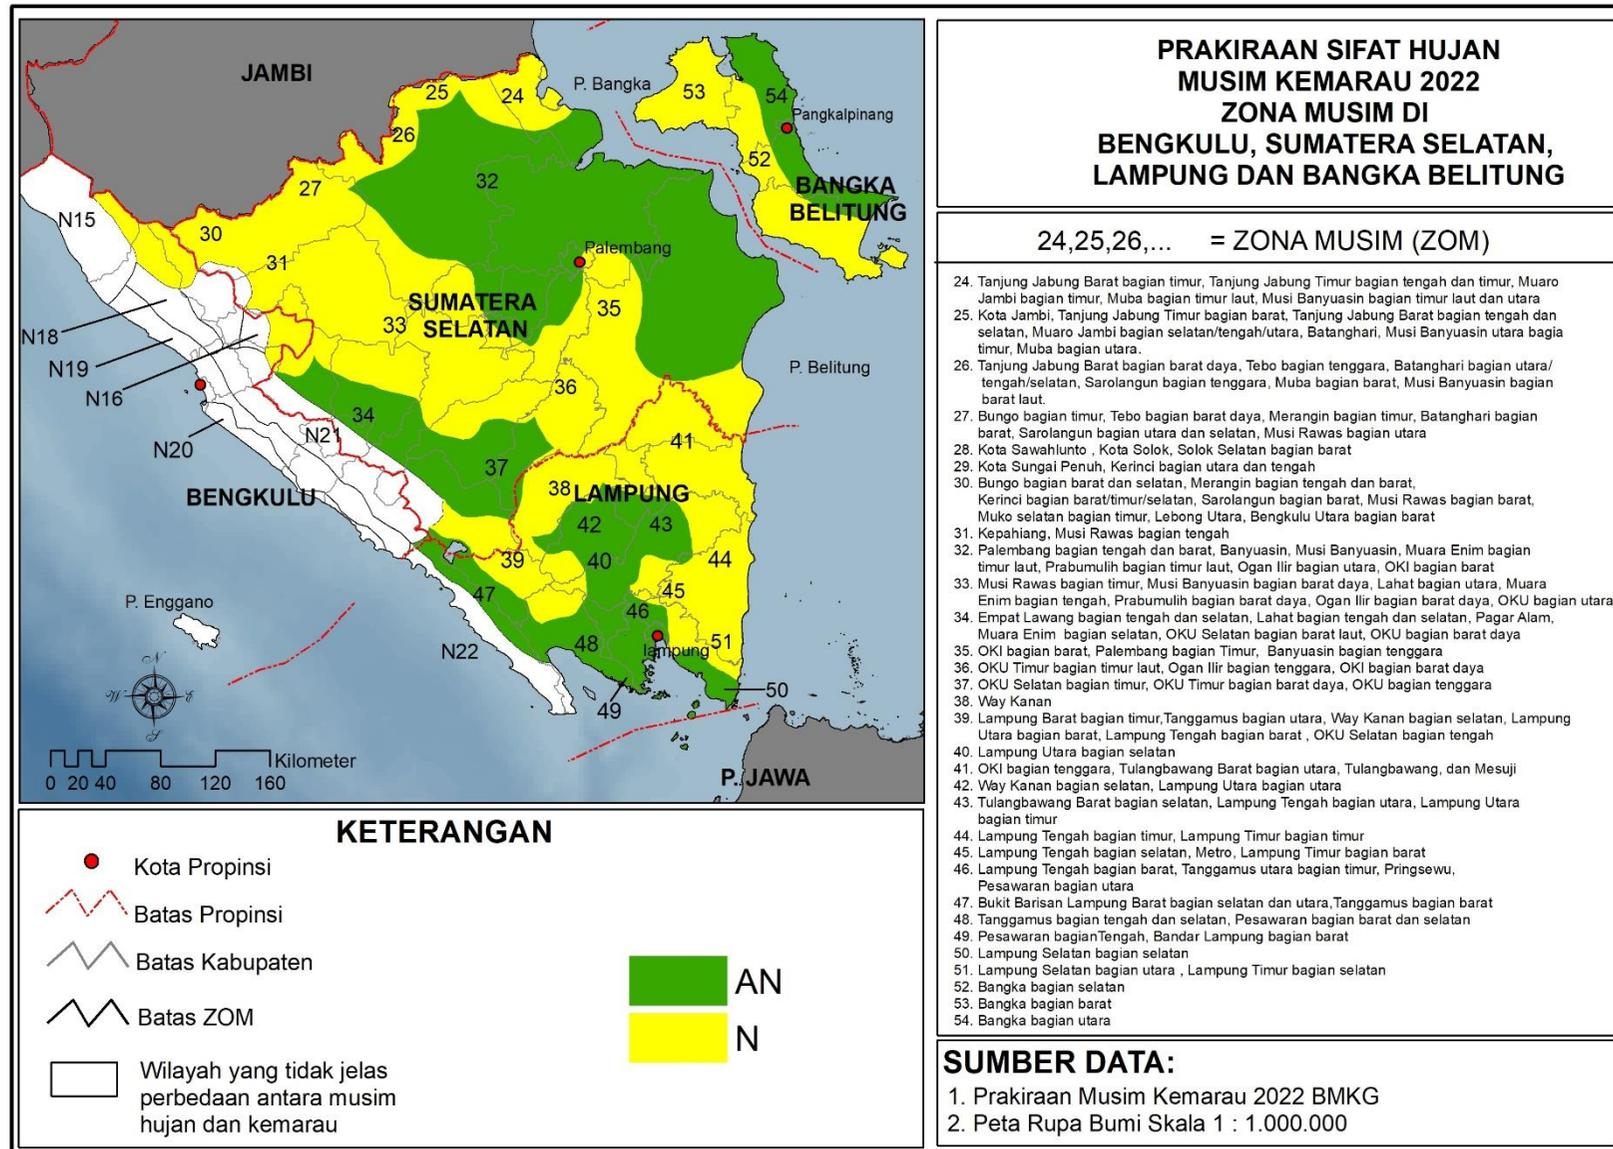 PRAKIRAAN SIFAT HUJAN
MUSIM KEMARAU 2022
ZONA MUSIM DI
BENGKULU, SUMATERA SELATAN,
LAMPUNG DAN BANGKA BELITUNG
24,25,26,... = ZONA MUSIM (ZOM)
24. Tanjung Jabung Barat bagian timur, Tanjung Jabung Timur bagian tengah dan timur, Muaro
Jambi bagian timur, Muba bagian timur laut, Musi Banyuasin bagian timur laut dan utara
25. Kota Jambi, Tanjung Jabung Timur bagian barat, Tanjung Jabung Barat bagian tengah dan
selatan, Muaro Jambi bagian selatan/tengah/utara, Batanghari, Musi Banyuasin utara bagia
timur, Muba bagian utara.
26. Tanjung Jabung Barat bagian barat daya, Tebo bagian tenggara, Batanghari bagian utara/
tengah/selatan, Sarolangun bagian tenggara, Muba bagian barat, Musi Banyuasin bagian
barat laut.
27. Bungo bagian timur, Tebo bagian barat daya, Merangin bagian timur, Batanghari bagian
barat, Sarolangun bagian utara dan selatan, Musi Rawas bagian utara
28. Kota Sawahlunto , Kota Solok, Solok Selatan bagian barat
29. Kota Sungai Penuh, Kerinci bagian utara dan tengah
30. Bungo bagian barat dan selatan, Merangin bagian tengah dan barat,
Kerinci bagian barat/timur/selatan, Sarolangun bagian barat, Musi Rawas bagian barat,
Muko selatan bagian timur, Lebong Utara, Bengkulu Utara bagian barat
31. Kepahiang, Musi Rawas bagian tengah
32. Palembang bagian tengah dan barat, Banyuasin, Musi Banyuasin, Muara Enim bagian
timur laut, Prabumulih bagian timur laut, Ogan Ilir bagian utara, OKI bagian barat
33. Musi Rawas bagian timur, Musi Banyuasin bagian barat daya, Lahat bagian utara, Muara
Enim bagian tengah, Prabumulih bagian barat daya, Ogan Ilir bagian barat daya, OKU bagian utara
34. Empat Lawang bagian tengah dan selatan, Lahat bagian tengah dan selatan, Pagar Alam,
Muara Enim bagian selatan, OKU Selatan bagian barat laut, OKU bagian barat daya
35. OKI bagian barat, Palembang bagian Timur, Banyuasin bagian tenggara
36. OKU Timur bagian timur laut, Ogan Ilir bagian tenggara, OKI bagian barat daya
37. OKU Selatan bagian timur, OKU Timur bagian barat daya, OKU bagian tenggara
38. Way Kanan
39. Lampung Barat bagian timur,Tanggamus bagian utara, Way Kanan bagian selatan, Lampung
Utara bagian barat, Lampung Tengah bagian barat , OKU Selatan bagian tengah
40. Lampung Utara bagian selatan
41. OKI bagian tenggara, Tulangbawang Barat bagian utara, Tulangbawang, dan Mesuji
42. Way Kanan bagian selatan, Lampung Utara bagian utara
43. Tulangbawang Barat bagian selatan, Lampung Tengah bagian utara, Lampung Utara
bagian timur
44. Lampung Tengah bagian timur, Lampung Timur bagian timur
45. Lampung Tengah bagian selatan, Metro, Lampung Timur bagian barat
46. Lampung Tengah bagian barat, Tanggamus utara bagian timur, Pringsewu,
Pesawaran bagian utara
47. Bukit Barisan Lampung Barat bagian selatan dan utara,Tanggamus bagian barat
48. Tanggamus bagian tengah dan selatan, Pesawaran bagian barat dan selatan
49. Pesawaran bagianTengah, Bandar Lampung bagian barat
50. Lampung Selatan bagian selatan
51. Lampung Selatan bagian utara , Lampung Timur bagian selatan
52. Bangka bagian selatan
53. Bangka bagian barat
54. Bangka bagian utara
SUMBER DATA:
1. Prakiraan Musim Kemarau 2022 BMKG
2. Peta Rupa Bumi Skala 1 : 1.000.000
JAMBI
P. Bangka
25
24
53
54
Pangkalpinang
26
52
32
27
BANGKA
BELITUNG
N15
30
31
Palembang
SUMATERA
SELATAN
35
33
N18
N19
N16
P. Belitung
36
34
N21
41
N20
37
BENGKULU
38
LAMPUNG
42
43
40
39
44
45
47
46
P. Enggano
48
lampung
51
N22
50
49
N
W
E
S
Kilometer
0 20 40 80 120 160
P. JAWA
KETERANGAN
Kota Propinsi
Batas Propinsi
Batas Kabupaten
Batas ZOM
Wilayah yang tidak jelas
perbedaan antara musim
hujan dan kemarau
AN
N